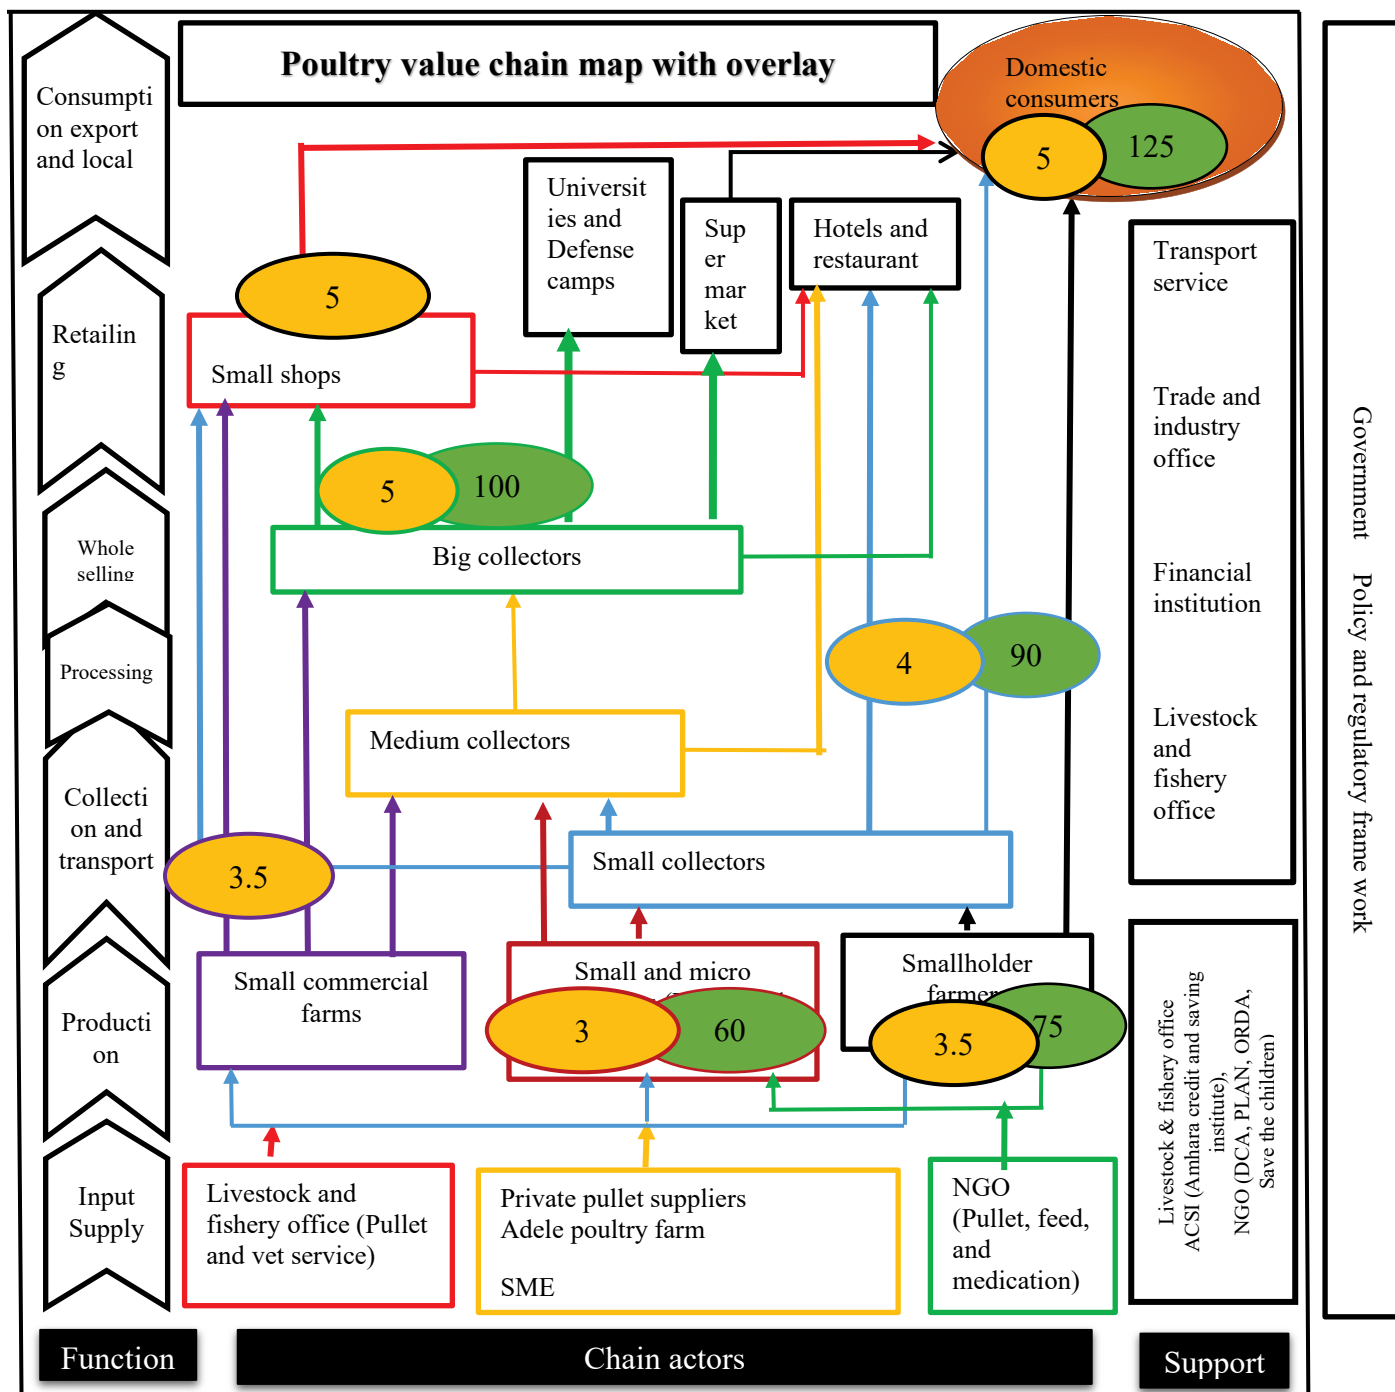 Poultry value chain map with overlay
Consumpti
on export
and local
Retailin
g
Whole
selling
Processing
Collecti
on and
transport
Producti
on
Input
Supply
Domestic
consumers
5
125
Universit
ies and
Defense
camps
Sup
er
mar
ket
Hotels and
restaurant
5
Small shops
5
100
Big collectors
4
90
Medium collectors
3.5
Small collectors
Small commercial
farms
Small and micro
3
60
Smallholder
farmer
3.5
75
Livestock and
fishery office (Pullet
and vet service)
Private pullet suppliers
Adele poultry farm
SME
NGO
(Pullet, feed,
and
medication)
Transport
service
Trade and
industry
office
Financial
institution
Livestock
and
fishery
office
Livestock & fishery office
ACSI (Amhara credit and saving
institute),
NGO (DCA, PLAN, ORDA,
Save the children)
Government Policy and regulatory frame work
Function
Chain actors
Support